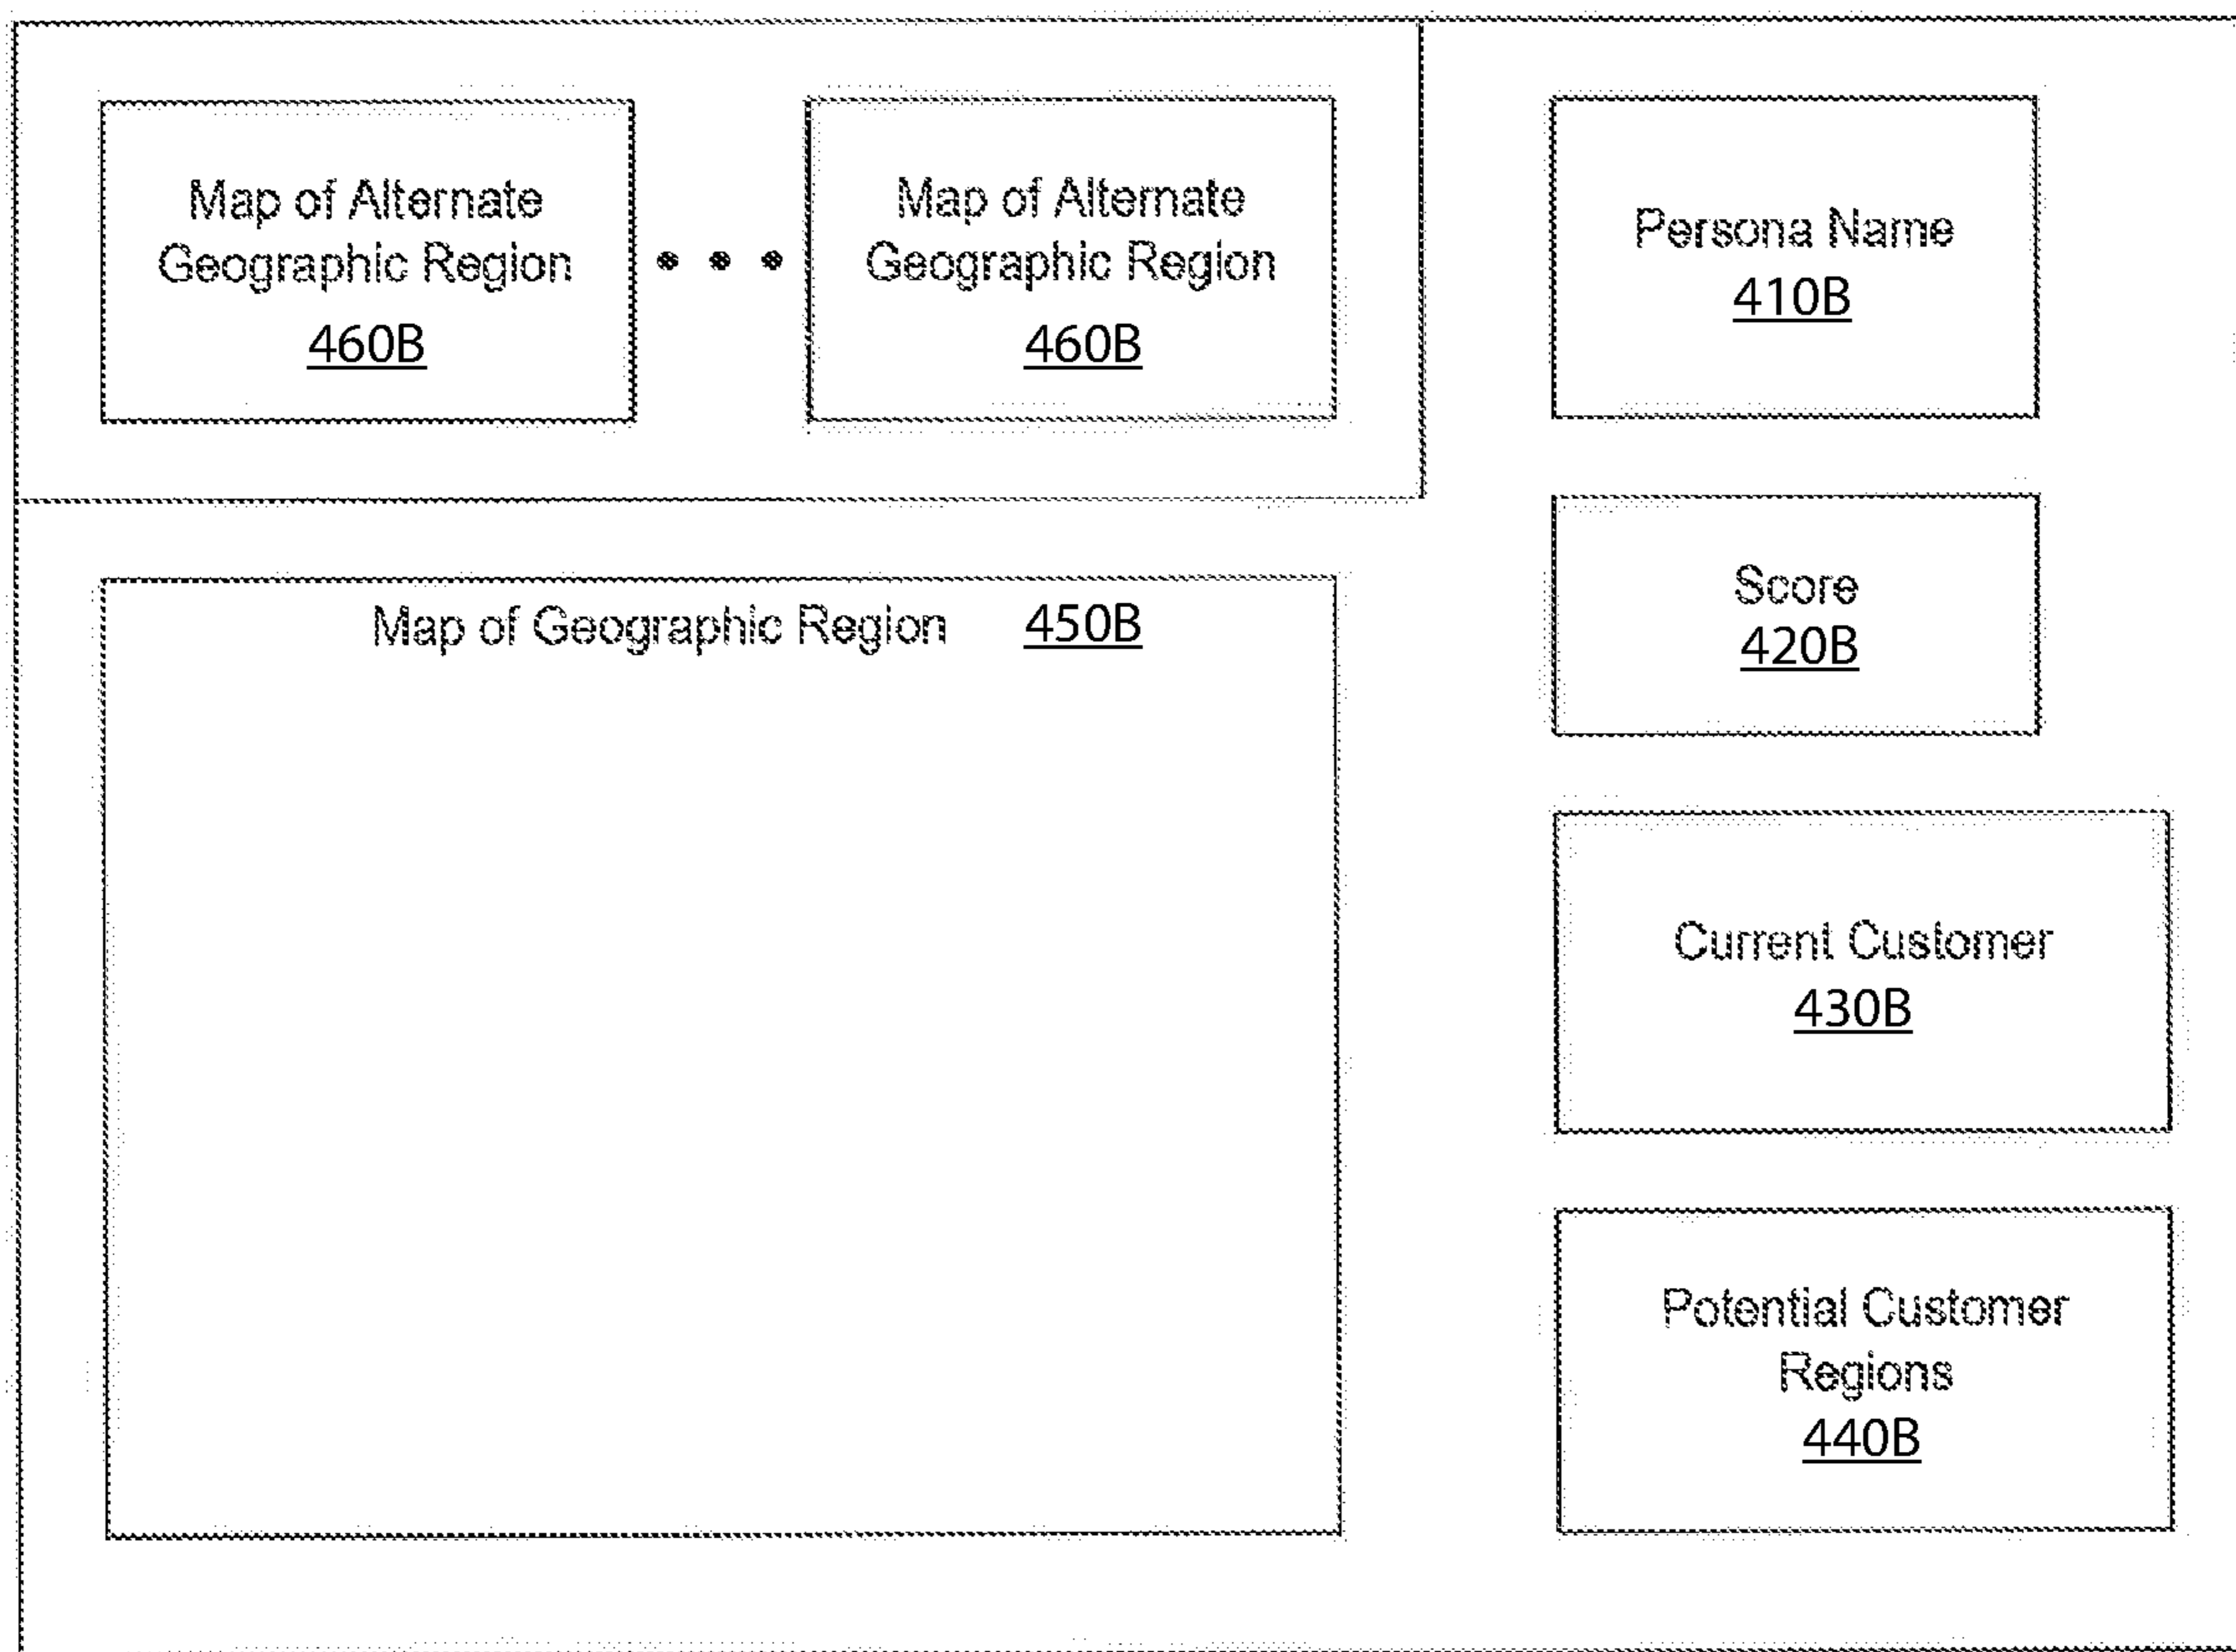 Map of Alternate
Geographic Region
460B
Map of Alternate
Geographic Region
460B
Persona Name
410B
Score
420B
Map of Geographic Region 450B
Current Customer
430B
Potential Customer
Regions
440B